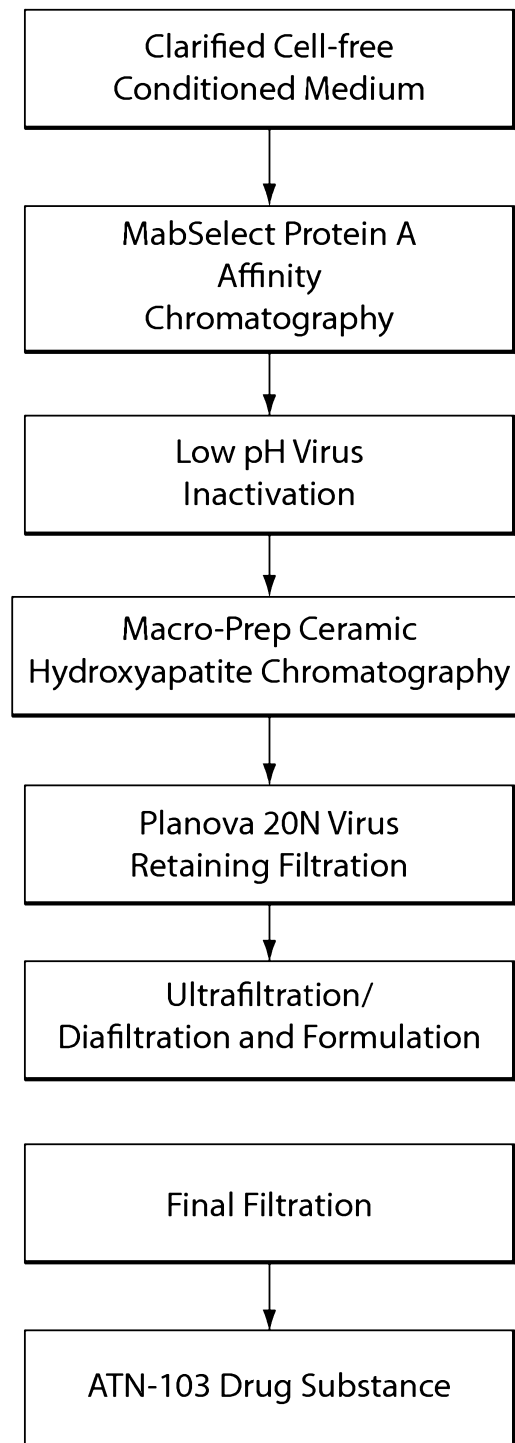 Clarified Cell-free
Conditioned Medium
MabSelect Protein A
Affinity
Chromatography
Low pH Virus
Inactivation
Macro-Prep Ceramic
Hydroxyapatite Chromatography
Planova 20N Virus
Retaining Filtration
Ultrafiltration/
Diafiltration and Formulation
Final Filtration
ATN-103 Drug Substance